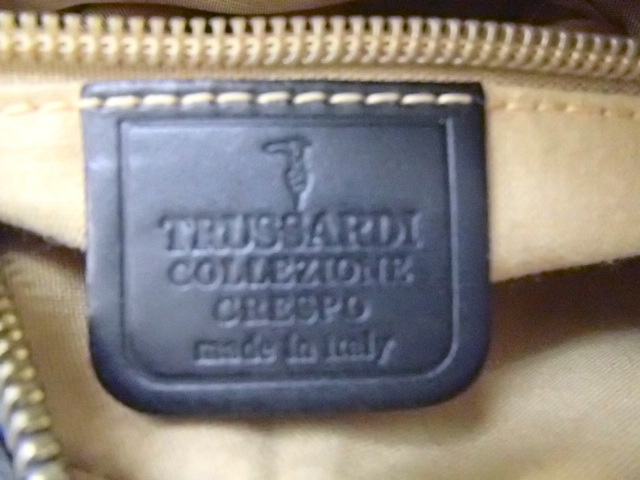 TRUSSARDI
COLLEZIONE
CRESPO
made in italy